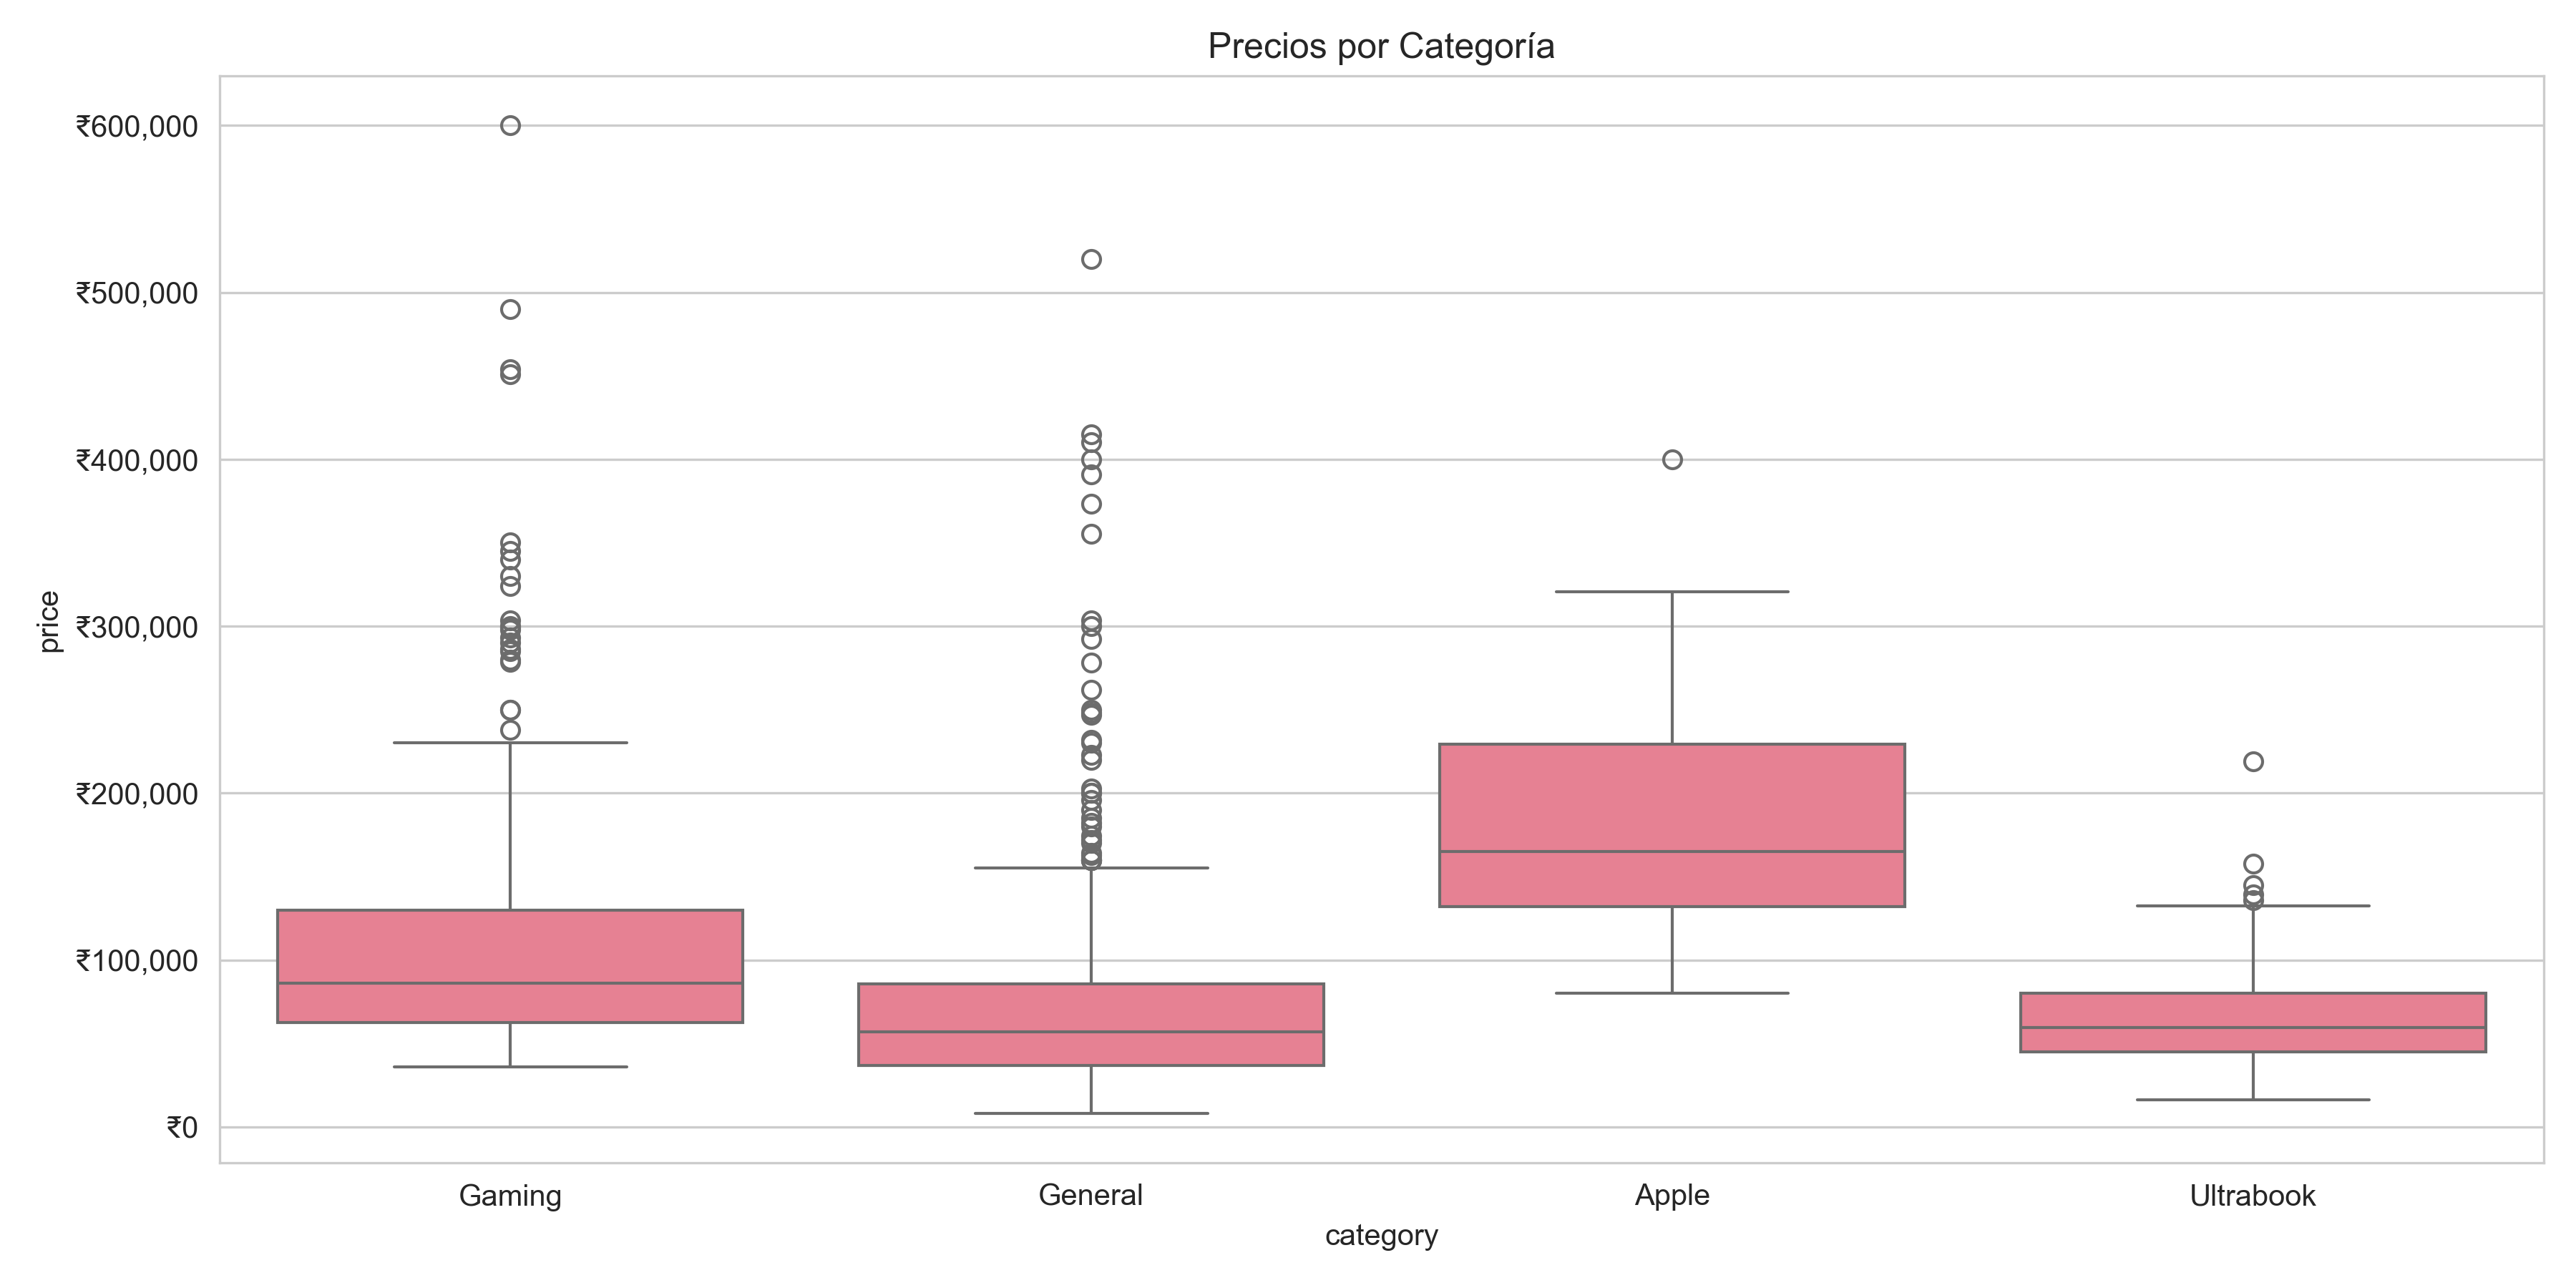 Precios por Categoría
₹600,000
₹500,000
₹400,000
₹300,000
₹200,000
₹100,000
₹0
price
Gaming
General
Apple
Ultrabook
category